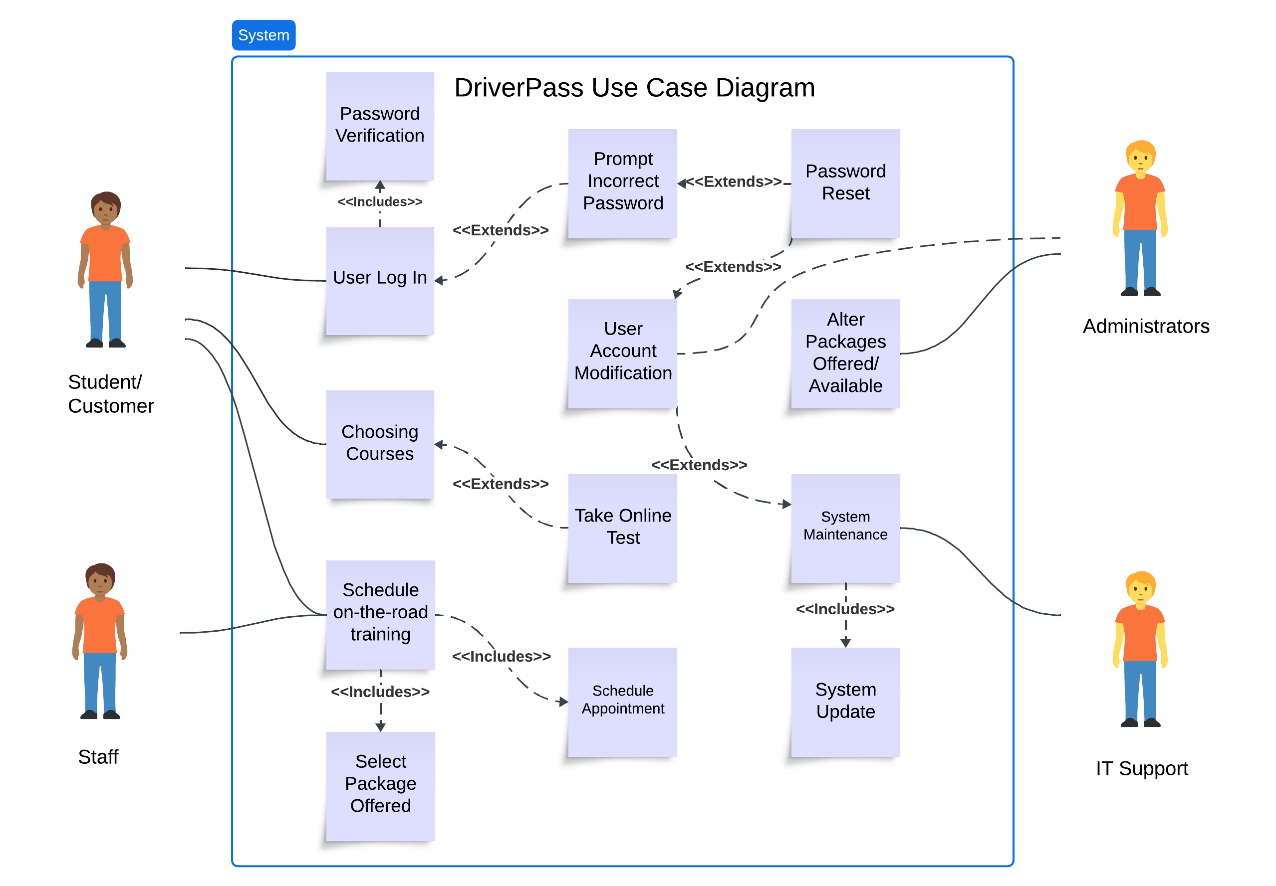 System
DriverPass Use Case Diagram
Password
Verification
<<Includes>>
User Log In
Prompt
Incorrect
Password
<<Extends>>
<<Extends>>
Password
Reset
<<Extends>>
User
Account
Modification
Alter
Packages
Offered/
Available
Administrators
Student/
Customer
Choosing
Courses
<<Extends>>
Take Online
Test
<<Extends>>
System
Maintenance
<<Includes>>
System
Update
Schedule
on-the-road
training
<<Includes>>
Schedule
Appointment
<<Includes>>
Select
Package
Offered
Staff
IT Support